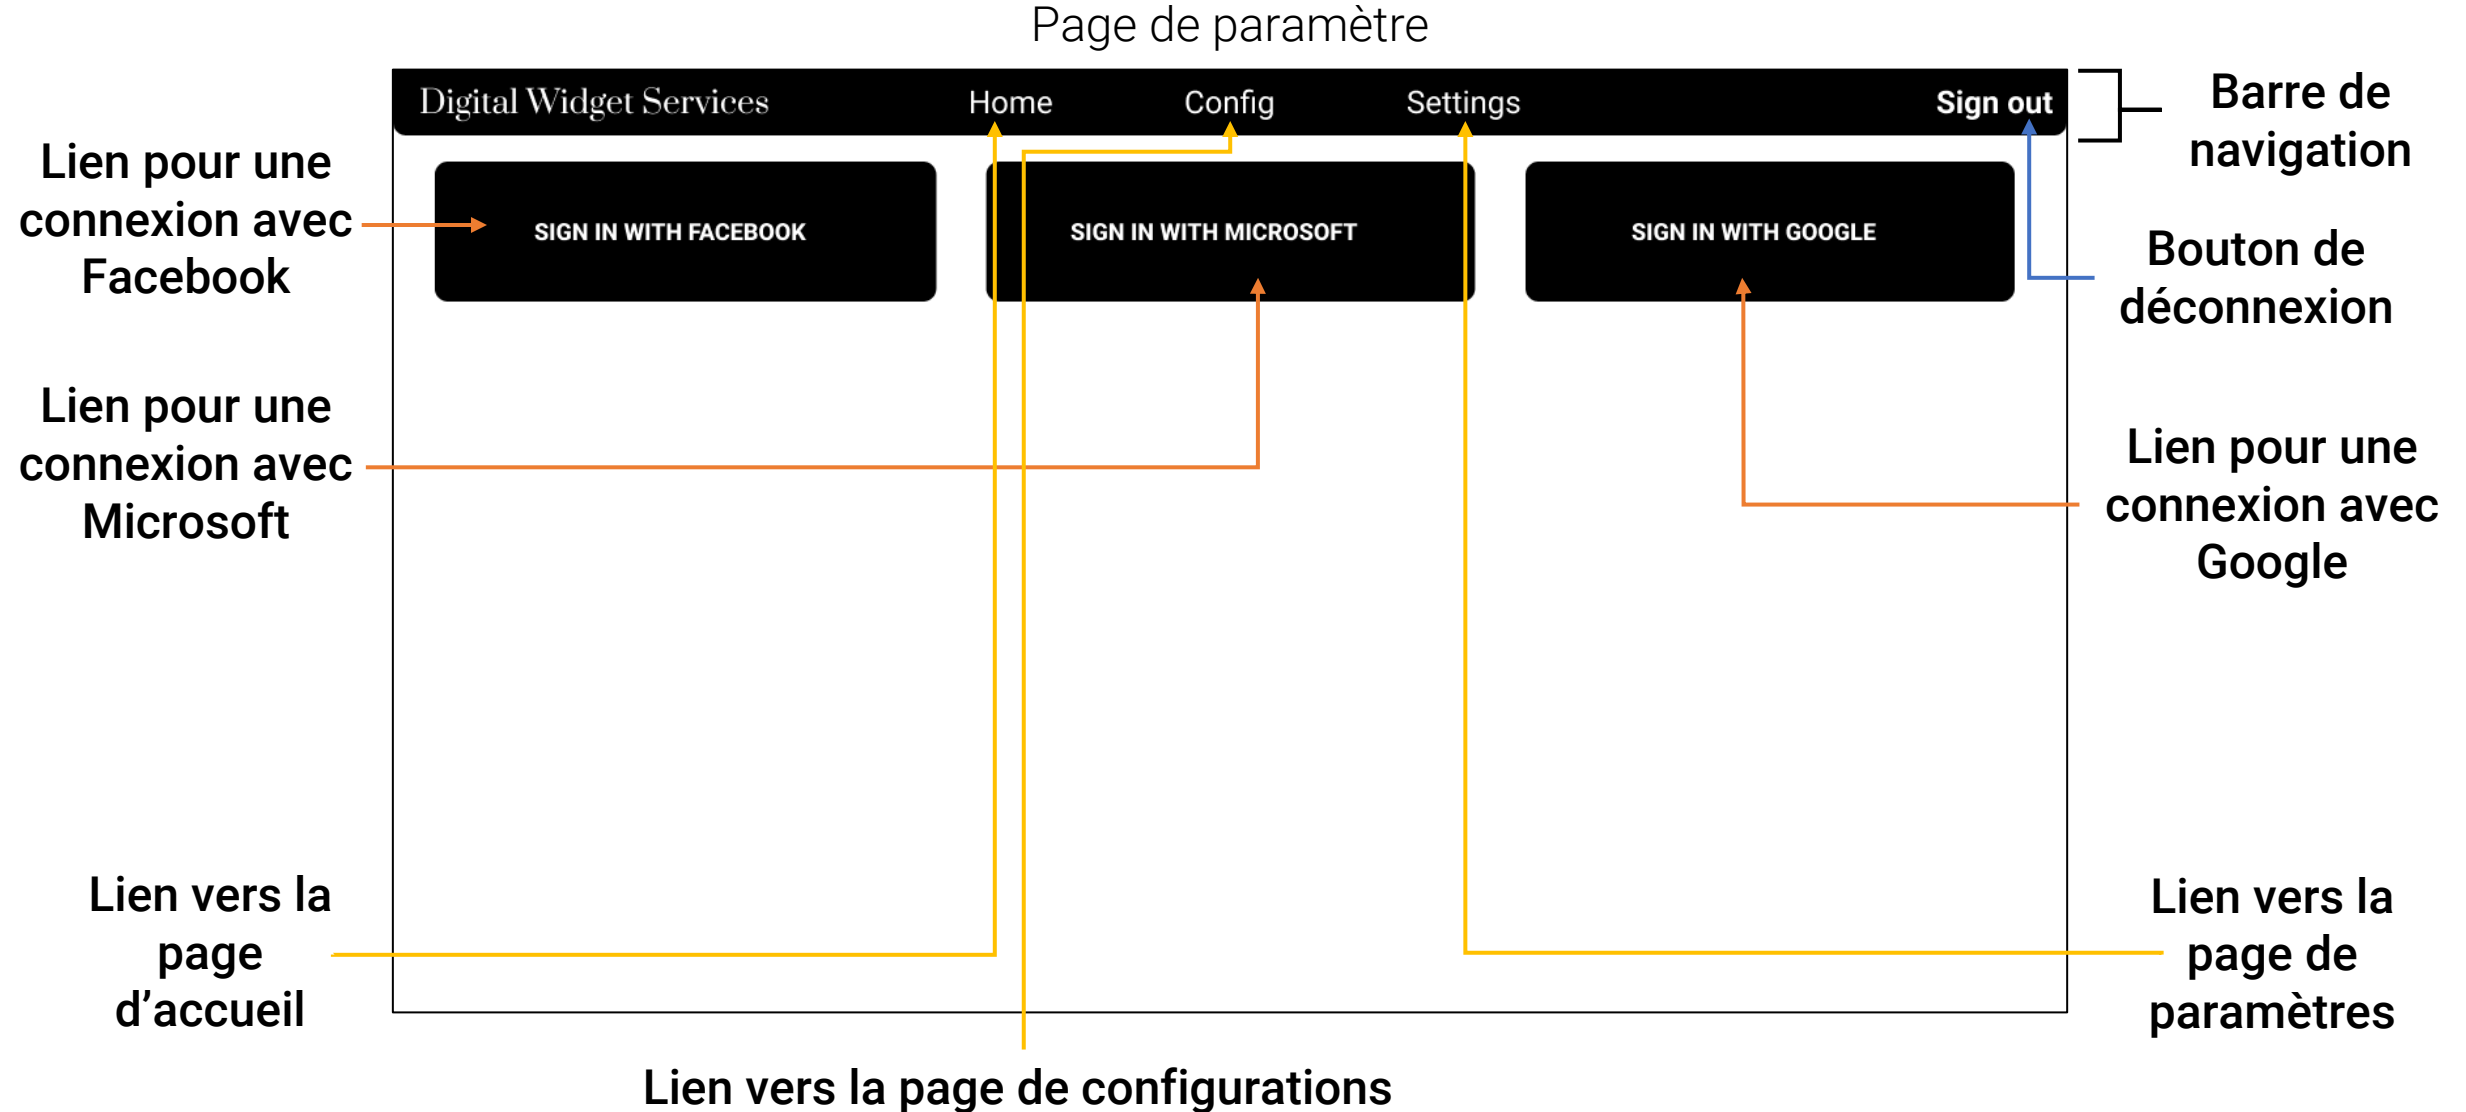 Page de paramètre
Digital Widget Services
Home
Config
Settings
Sign out
Barre de
navigation
Lien pour une
connexion avec
Facebook
SIGN IN WITH FACEBOOK
SIGN IN WITH MICROSOFT
SIGN IN WITH GOOGLE
Bouton de
déconnexion
Lien pour une
connexion avec
Microsoft
Lien pour une
connexion avec
Google
Lien vers la
page
d’accueil
Lien vers la
page de
paramètres
Lien vers la page de configurations